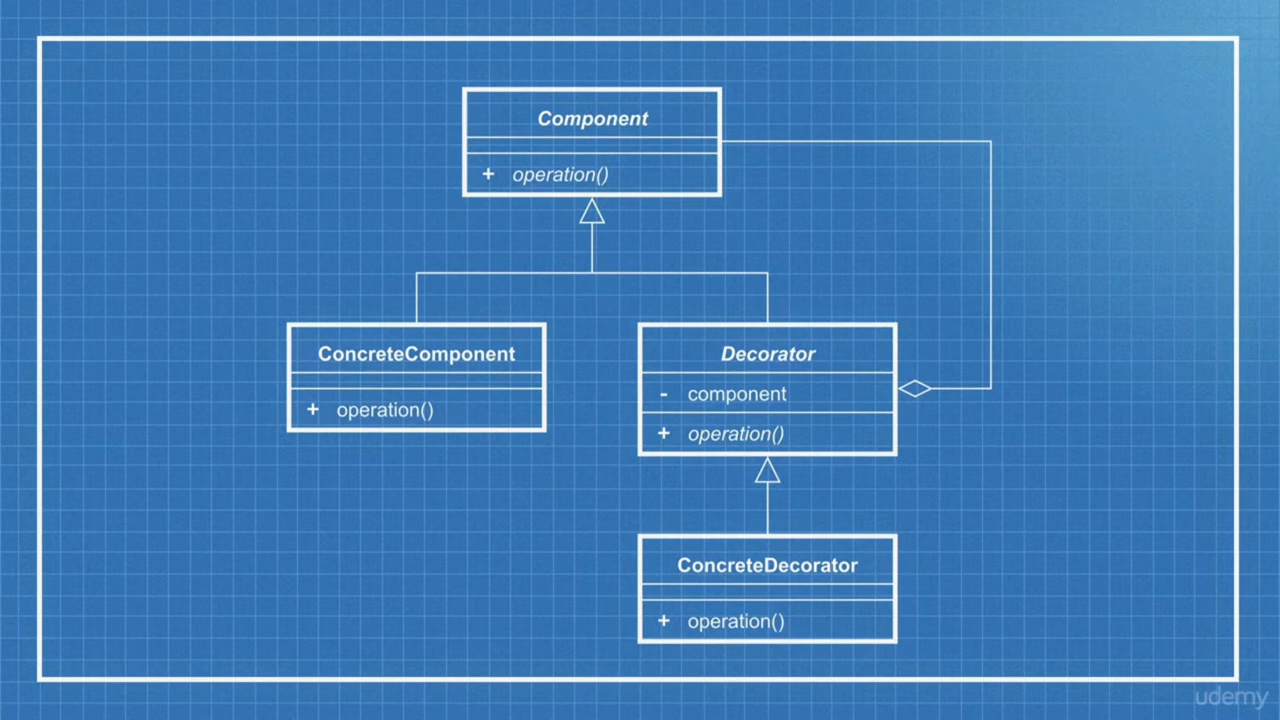 Component
+ operation()
ConcreteComponent
+ operation()
Decorator
- component
+ operation()
ConcreteDecorator
+ operation()
udemy